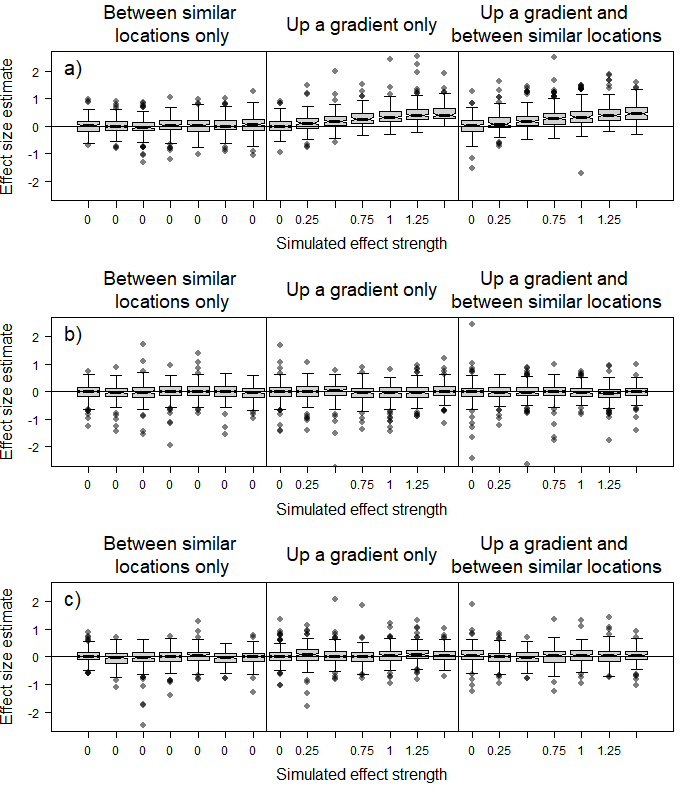 Between similar
locations only
Up a gradient only
Up a gradient and
between similar locations
a)
Effect size estimate
2
1
0
-1
-2
0 0 0 0 0 0 0 0 0.25 0.75 1 1.25 0 0.25 0.75 1 1.25
Simulated effect strength
Between similar
locations only
Up a gradient only
Up a gradient and
between similar locations
b)
Effect size estimate
2
1
0
-1
-2
0 0 0 0 0 0 0 0 0.25 0.75 1 1.25 0 0.25 0.75 1 1.25
Simulated effect strength
Between similar
locations only
Up a gradient only
Up a gradient and
between similar locations
c)
Effect size estimate
2
1
0
-1
-2
0 0 0 0 0 0 0 0 0.25 0.75 1 1.25 0 0.25 0.75 1 1.25
Simulated effect strength